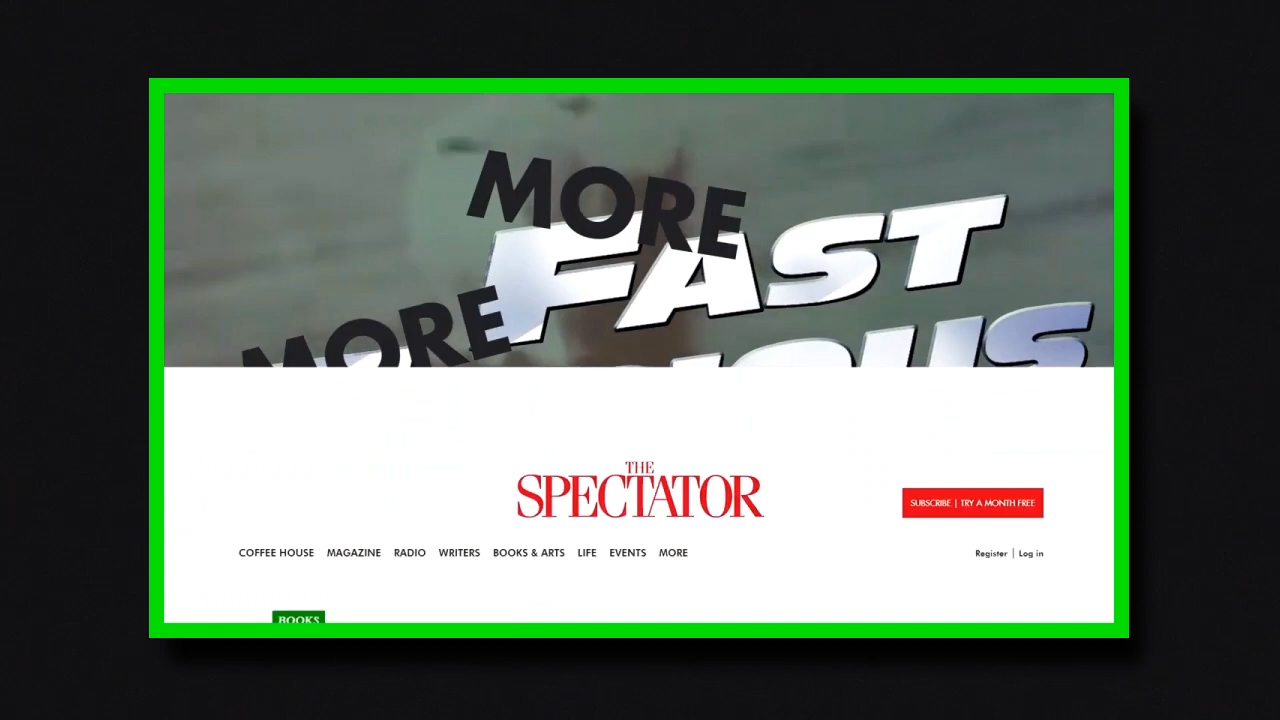 MORE
FAST
MORE
THE
SPECTATOR
SUBSCRIBE | TRY A MONTH FREE
COFFEE HOUSE MAGAZINE RADIO WRITERS BOOKS & ARTS LIFE EVENTS MORE
Register | Log in
BOOKS